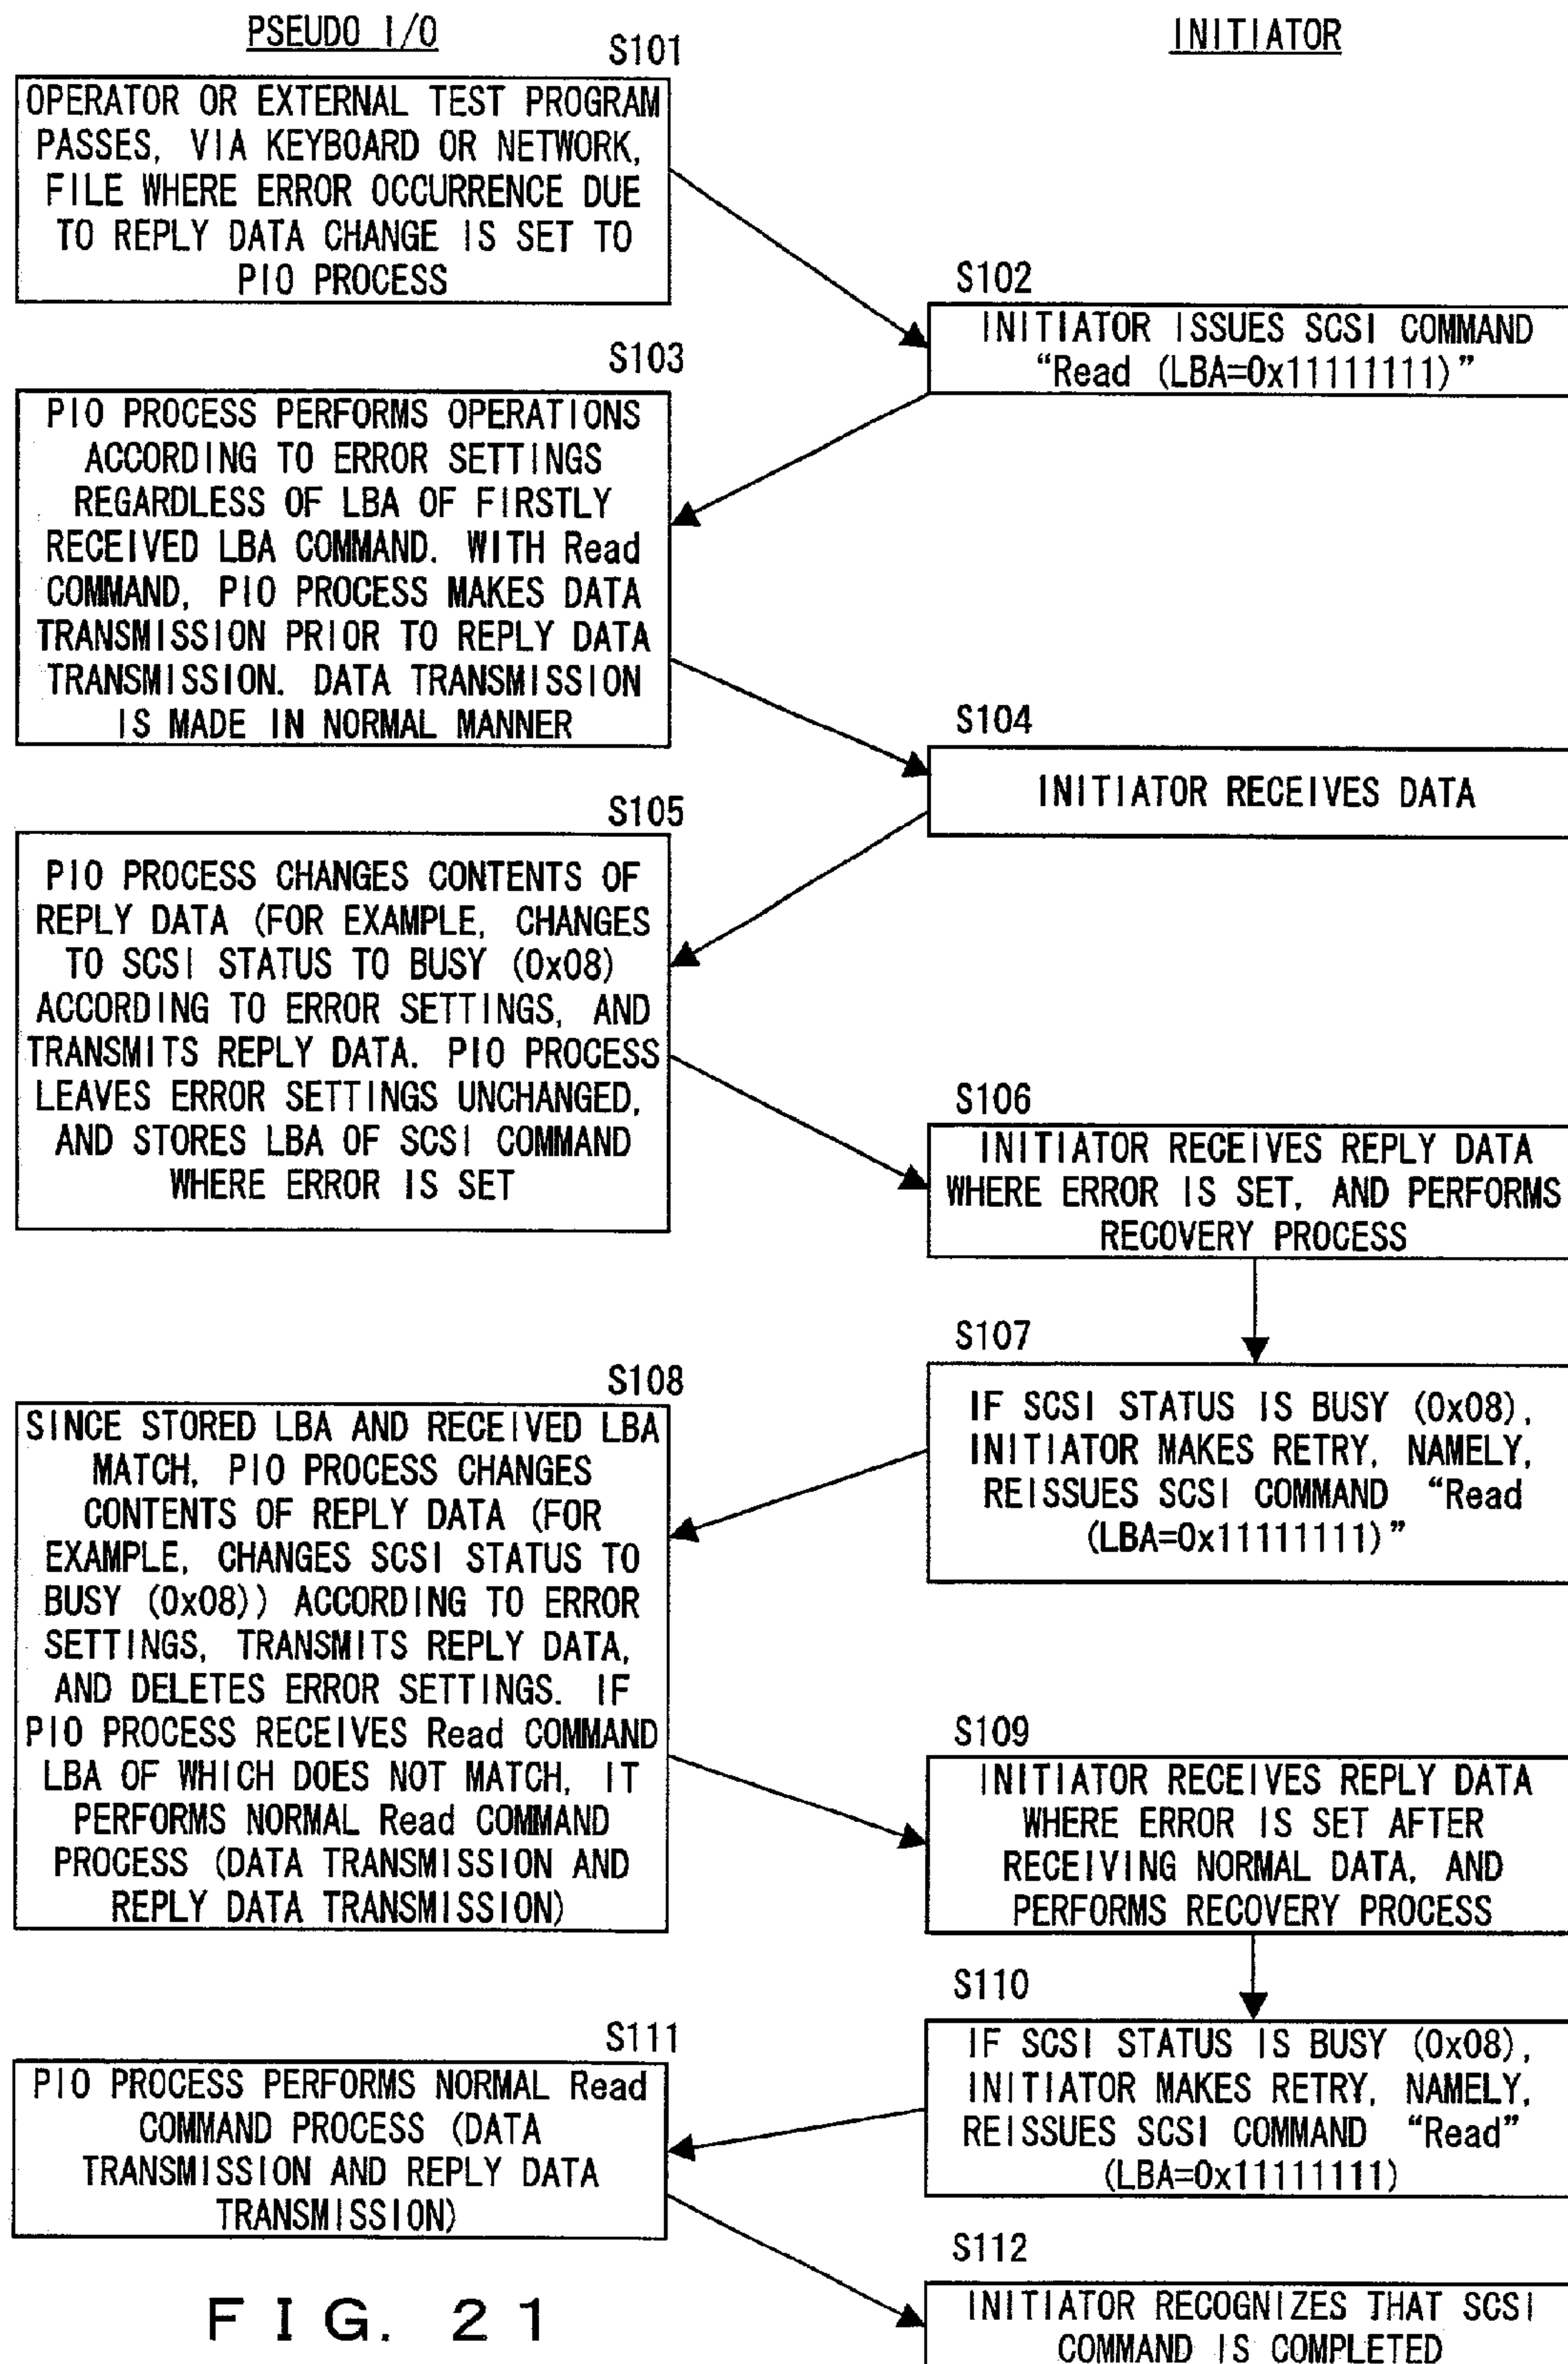 PSEUDO I/O
INITIATOR
S101
OPERATOR OR EXTERNAL TEST PROGRAM
PASSES, VIA KEYBOARD OR NETWORK,
FILE WHERE ERROR OCCURRENCE DUE
TO REPLY DATA CHANGE IS SET TO
PIO PROCESS
S102
INITIATOR ISSUES SCSI COMMAND
“Read (LBA=0x11111111)”
S103
PIO PROCESS PERFORMS OPERATIONS
ACCORDING TO ERROR SETTINGS
REGARDLESS OF LBA OF FIRSTLY
RECEIVED LBA COMMAND. WITH Read
COMMAND, PIO PROCESS MAKES DATA
TRANSMISSION PRIOR TO REPLY DATA
TRANSMISSION. DATA TRANSMISSION
IS MADE IN NORMAL MANNER
S104
INITIATOR RECEIVES DATA
S105
PIO PROCESS CHANGES CONTENTS OF
REPLY DATA (FOR EXAMPLE, CHANGES
TO SCSI STATUS TO BUSY (0x08)
ACCORDING TO ERROR SETTINGS, AND
TRANSMITS REPLY DATA. PIO PROCESS
LEAVES ERROR SETTINGS UNCHANGED,
AND STORES LBA OF SCSI COMMAND
WHERE ERROR IS SET
S106
INITIATOR RECEIVES REPLY DATA
WHERE ERROR IS SET, AND PERFORMS
RECOVERY PROCESS
S107
IF SCSI STATUS IS BUSY (0x08),
INITIATOR MAKES RETRY, NAMELY,
REISSUES SCSI COMMAND “Read
(LBA=0x11111111)”
S108
SINCE STORED LBA AND RECEIVED LBA
MATCH, PIO PROCESS CHANGES
CONTENTS OF REPLY DATA (FOR
EXAMPLE, CHANGES SCSI STATUS TO
BUSY (0x08)) ACCORDING TO ERROR
SETTINGS, TRANSMITS REPLY DATA,
AND DELETES ERROR SETTINGS. IF
PIO PROCESS RECEIVES Read COMMAND
LBA OF WHICH DOES NOT MATCH, IT
PERFORMS NORMAL Read COMMAND
PROCESS (DATA TRANSMISSION AND
REPLY DATA TRANSMISSION)
S109
INITIATOR RECEIVES REPLY DATA
WHERE ERROR IS SET AFTER
RECEIVING NORMAL DATA, AND
PERFORMS RECOVERY PROCESS
S110
IF SCSI STATUS IS BUSY (0x08),
INITIATOR MAKES RETRY, NAMELY,
REISSUES SCSI COMMAND “Read”
(LBA=0x11111111)
S111
PIO PROCESS PERFORMS NORMAL Read
COMMAND PROCESS (DATA
TRANSMISSION AND REPLY DATA
TRANSMISSION)
S112
INITIATOR RECOGNIZES THAT SCSI
COMMAND IS COMPLETED
FIG. 21